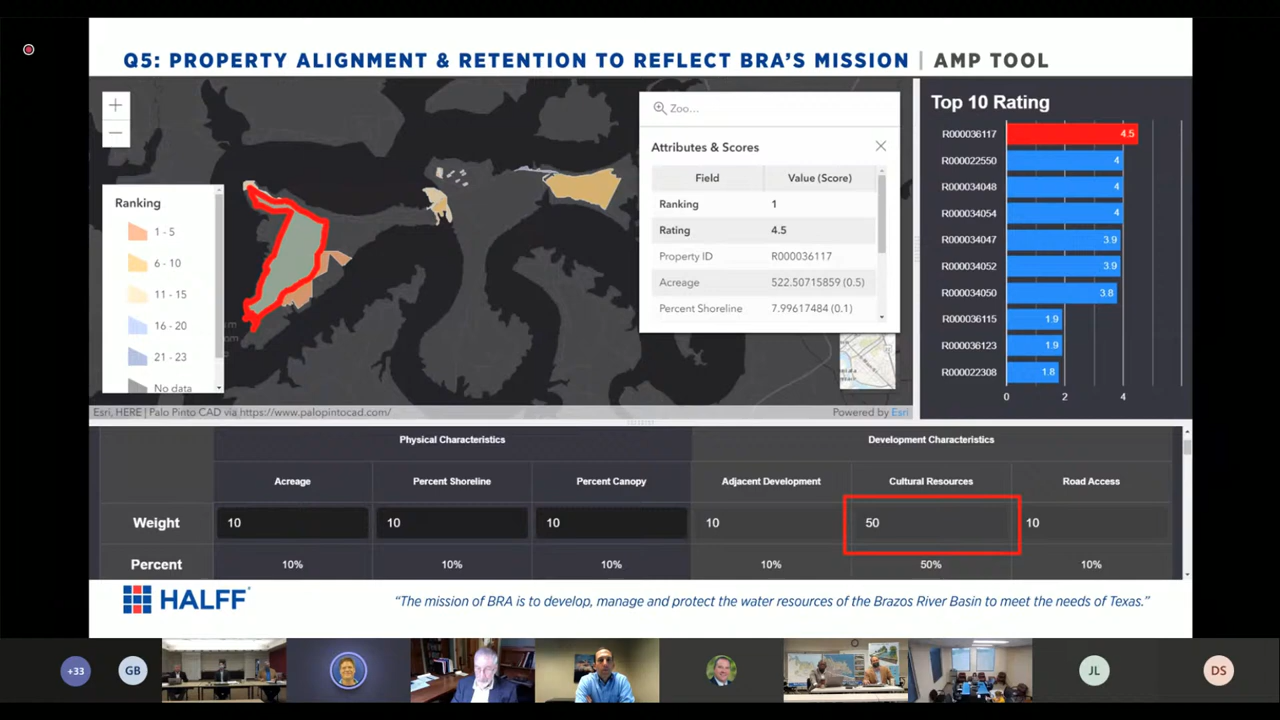 Q5: PROPERTY ALIGNMENT & RETENTION TO REFLECT BRA'S MISSION | AMP TOOL
Zoo...
Attributes & Scores
Field Value (Score)
Ranking 1
Rating 4.5
Property ID R000036117
Acreage 522.50715859 (0.5)
Percent Shoreline 7.99617484 (0.1)
Ranking
1 - 5
6 - 10
11 - 15
16 - 20
21 - 23
No data
Esri, HERE | Palo Pinto CAD via https://www.palopintocad.com/
Powered by Esri
Top 10 Rating
R000036117 4.5
R000022550 4
R000034048 4
R000034054 4
R000034047 3.9
R000034052 3.9
R000034050 3.8
R000036115 1.9
R000036123 1.9
R000022308 1.8
0 2 4
Physical Characteristics Development Characteristics
Acreage Percent Shoreline Percent Canopy Adjacent Development Cultural Resources Road Access
Weight 10 10 10 10 50 10
Percent 10% 10% 10% 10% 50% 10%
HALFF
"The mission of BRA is to develop, manage and protect the water resources of the Brazos River Basin to meet the needs of Texas."
+33 GB JL DS